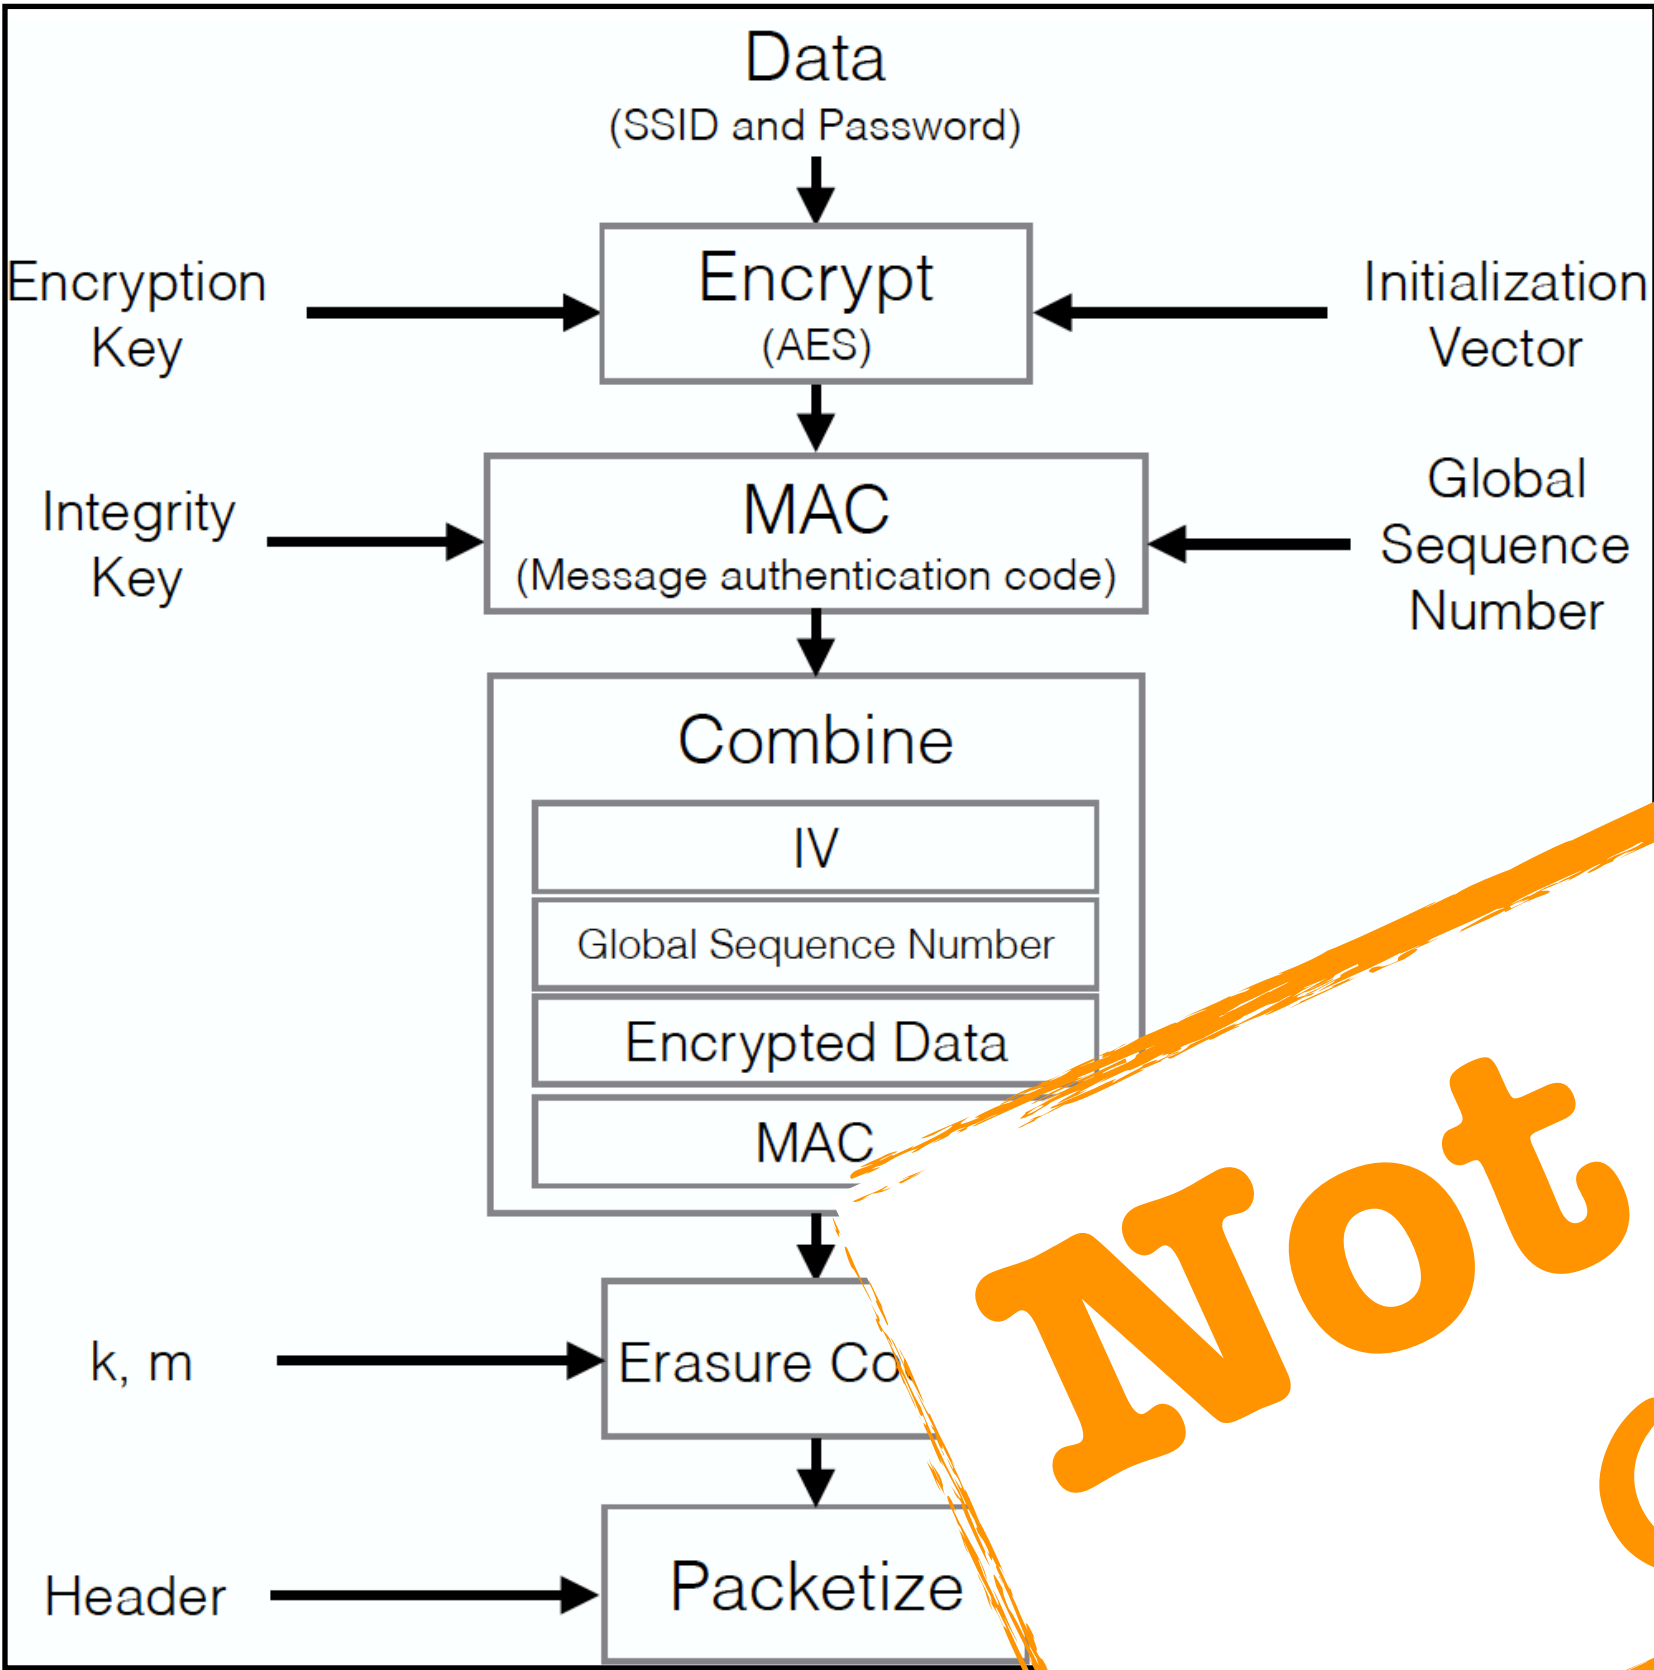 Data
(SSID and Password)
Encryption
Key
Encrypt
(AES)
Initialization
Vector
Integrity
Key
MAC
(Message authentication code)
Global
Sequence
Number
Combine
IV
Global Sequence Number
Encrypted Data
MAC
k, m
Erasure
Header
Packetize
Not